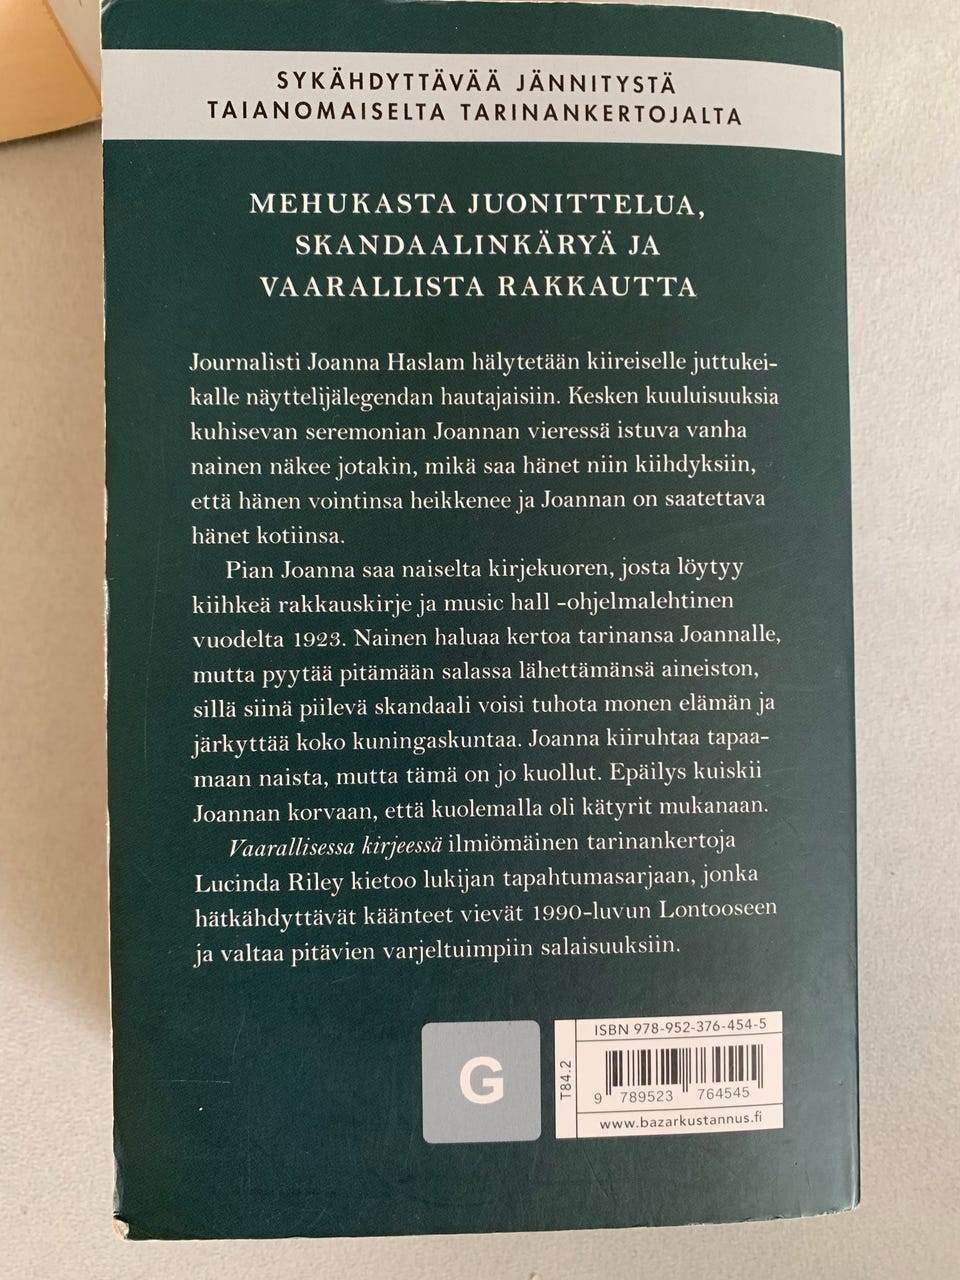 SYKÄHDYTTÄVÄÄ JÄNNITYSTÄ
TAIANOMAISELTA TARINANKERTOJALTA
MEHUKASTA JUONITTELUA,
SKANDAALINKÄRYÄ JA
VAARALLISTA RAKKAUTTA
Journalisti Joanna Haslam hälytetään kiireiselle juttukei-
kalle näyttelijälegendan hautajaisiin. Kesken kuuluisuuksia
kuhisevan seremonian Joannan vieressä istuva vanha
nainen näkee jotakin, mikä saa hänet niin kiihdyksiin,
että hänen vointinsa heikkenee ja Joannan on saatettava
hänet kotiinsa.
Pian Joanna saa naiselta kirjekuoren, josta löytyy
kiihkeä rakkauskirje ja music hall -ohjelmalehtinen
vuodelta 1923. Nainen haluaa kertoa tarinansa Joannalle,
mutta pyytää pitämään salassa lähettämänsä aineiston,
sillä siinä piilevä skandaali voisi tuhota monen elämän ja
järkyttää koko kuningaskuntaa. Joanna kiiruhtaa tapaa-
maan naista, mutta tämä on jo kuollut. Epäilys kuiskii
Joannan korvaan, että kuolemalla oli kätyrit mukanaan.
Vaarallisessa kirjeessä ilmiömäinen tarinankertoja
Lucinda Riley kietoo lukijan tapahtumasarjaan, jonka
hätkähdyttävät käänteet vievät 1990-luvun Lontooseen
ja valtaa pitävien varjeltuimpiin salaisuuksiin.
G
T84.2
ISBN 978-952-376-454-5
9 789523 764545
www.bazarkustannus.fi